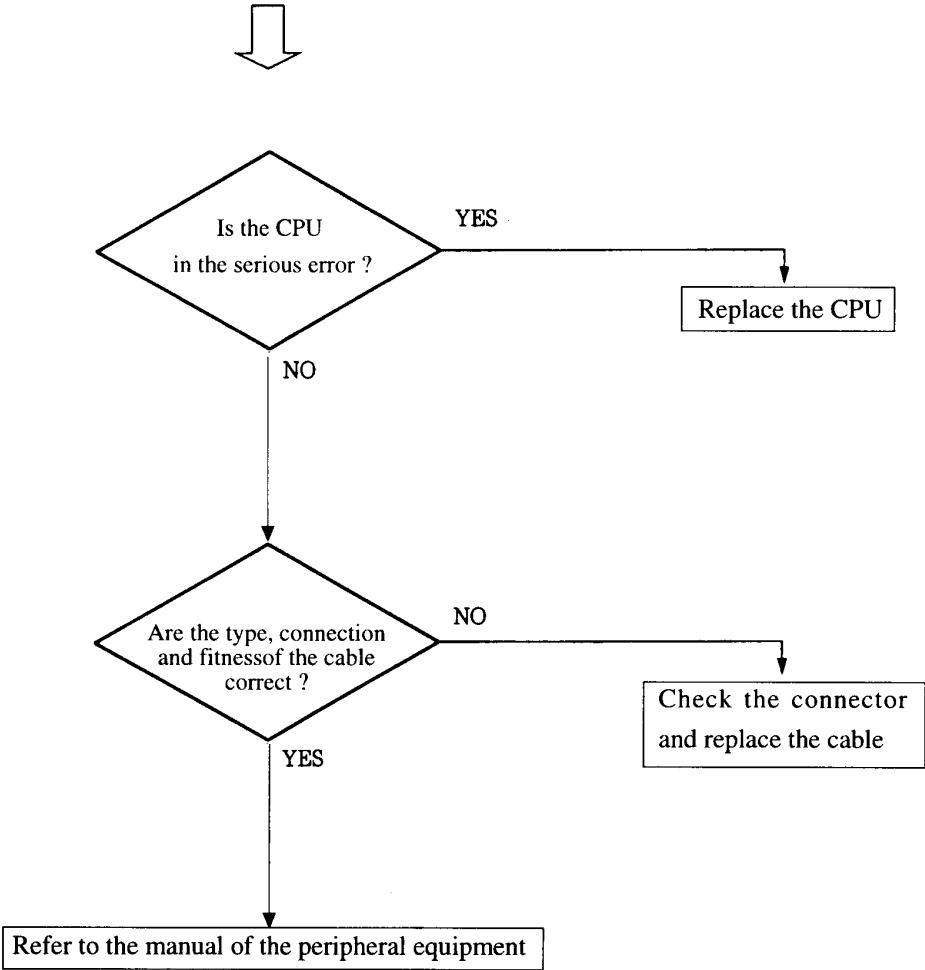 Is the CPU
in the serious error ?
YES
Replace the CPU
NO
Are the type, connection
and fitnessof the cable
correct ?
NO
Check the connector
and replace the cable
YES
Refer to the manual of the peripheral equipment